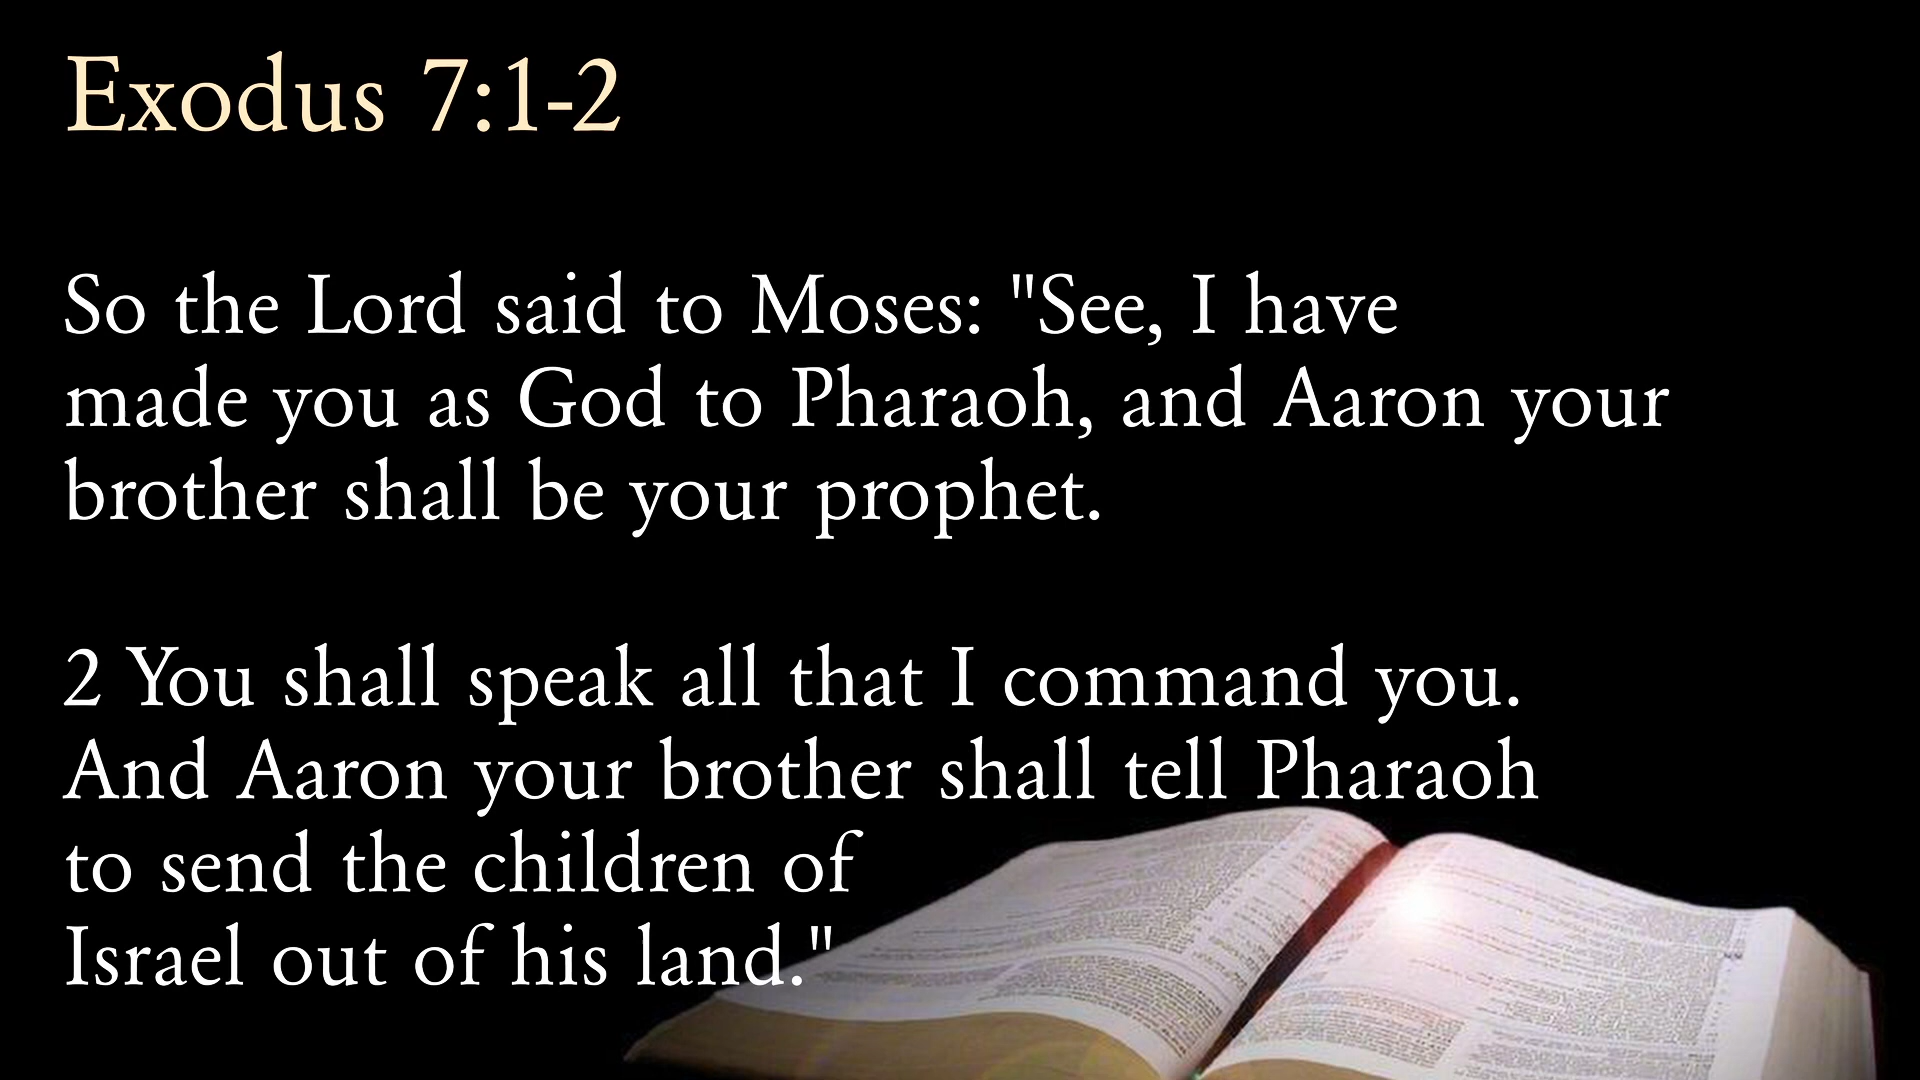 Exodus 7:1-2
So the Lord said to Moses: "See, I have
made you as God to Pharaoh, and Aaron your
brother shall be your prophet.
2 You shall speak all that I command you.
And Aaron your brother shall tell Pharaoh
to send the children of
Israel out of his land."